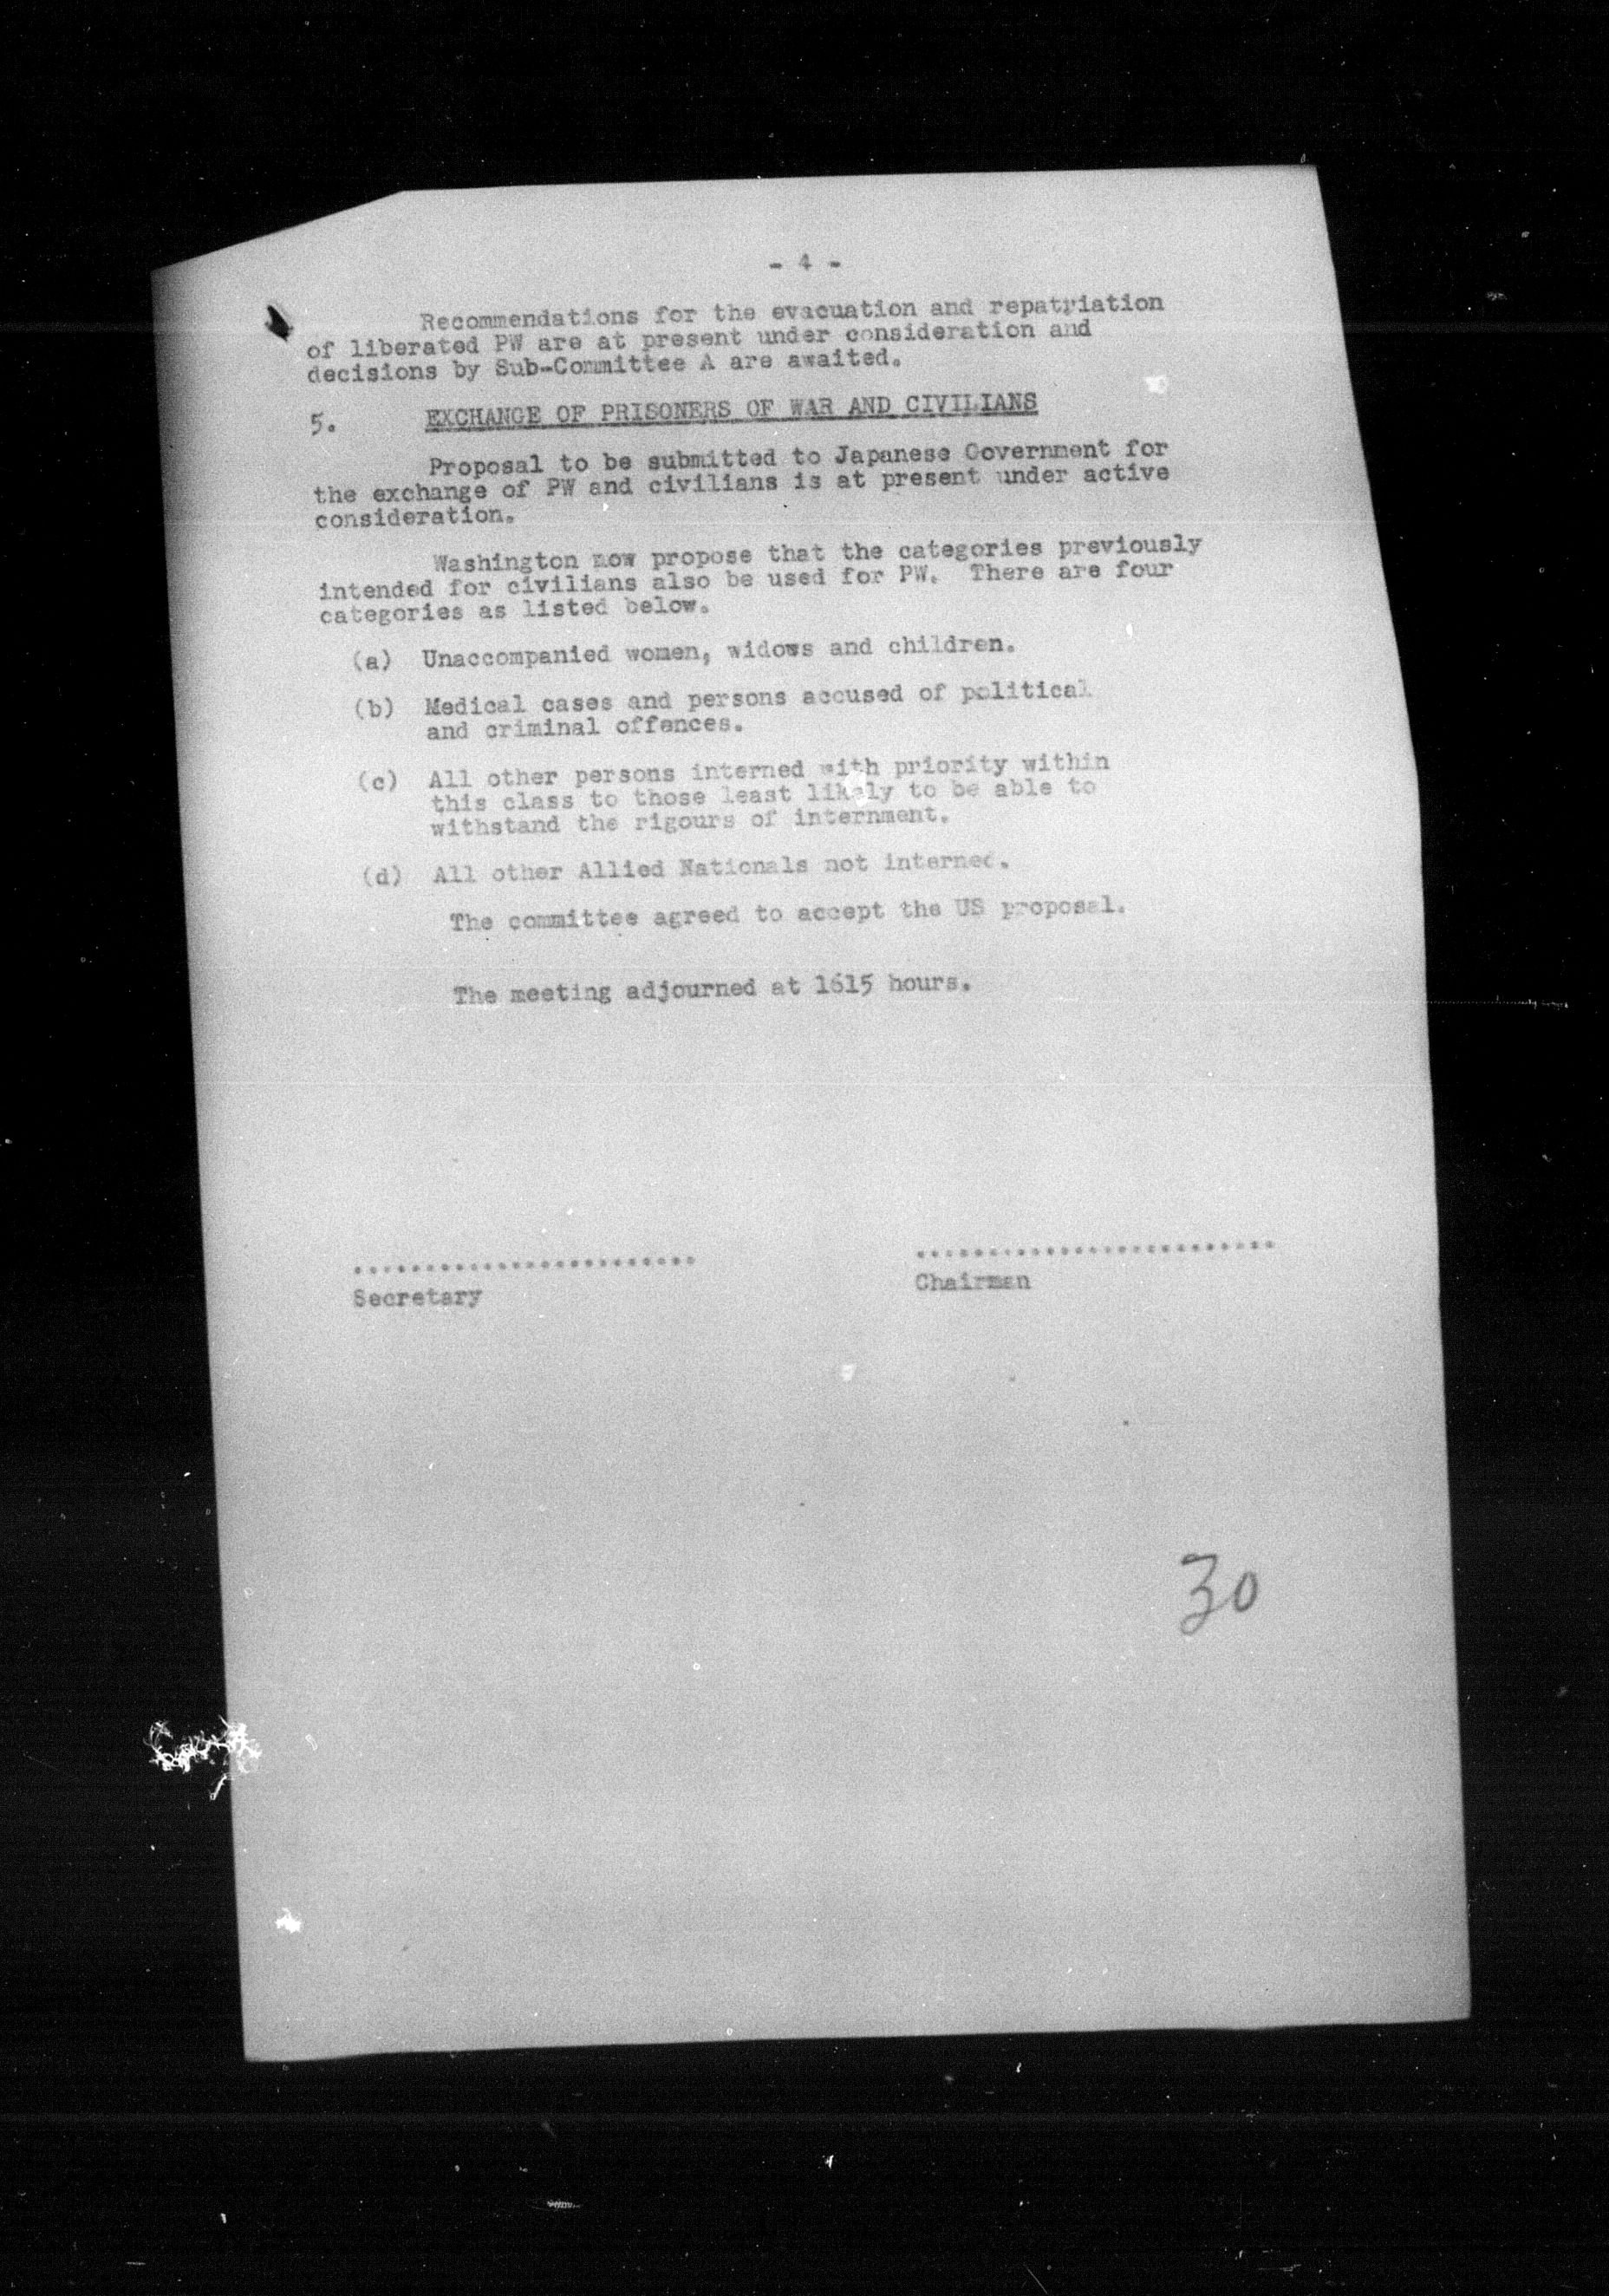 - 4 -
Recommendations for the evacuation and repatriation
of liberated PW are at present under consideration and
decisions by Sub-Committee A are awaited.
5. EXCHANGE OF PRISONERS OF WAR AND CIVILIANS
Proposal to be submitted to Japanese Government for
the exchange of PW and civilians is at present under active
consideration.
Washington now propose that the categories previously
intended for civilians also be used for PW. There are four
categories as listed below.
(a) Unaccompanied women, widows and children.
(b) Medical cases and persons accused of political
and criminal offences.
(c) All other persons interned with priority within
this class to those least likely to be able to
withstand the rigours of internment.
(d) All other Allied Nationals not interned.
The committee agreed to accept the US proposal.
The meeting adjourned at 1615 hours.
........................ .........................
Secretary Chairman
30